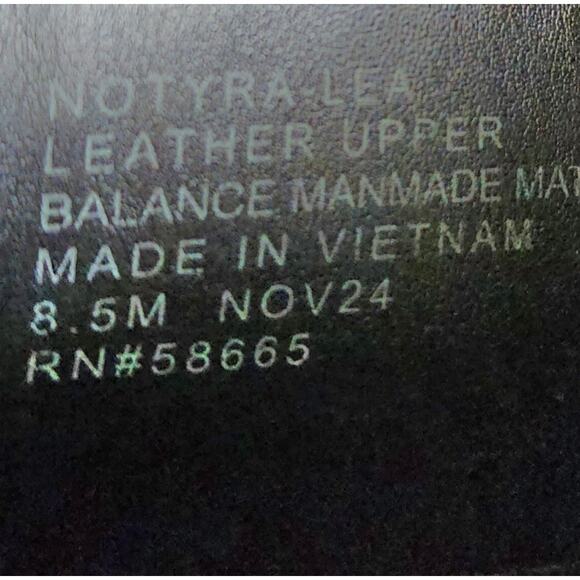 NOTYRA-LEA
LEATHER UPPER
BALANCE MANMADE MAT
MADE IN VIETNAM
8.5M NOV24
RN#58665